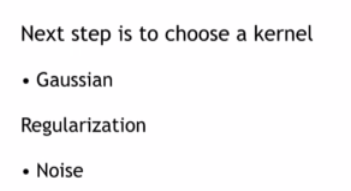 Next step is to choose a kernel
• Gaussian
Regularization
• Noise